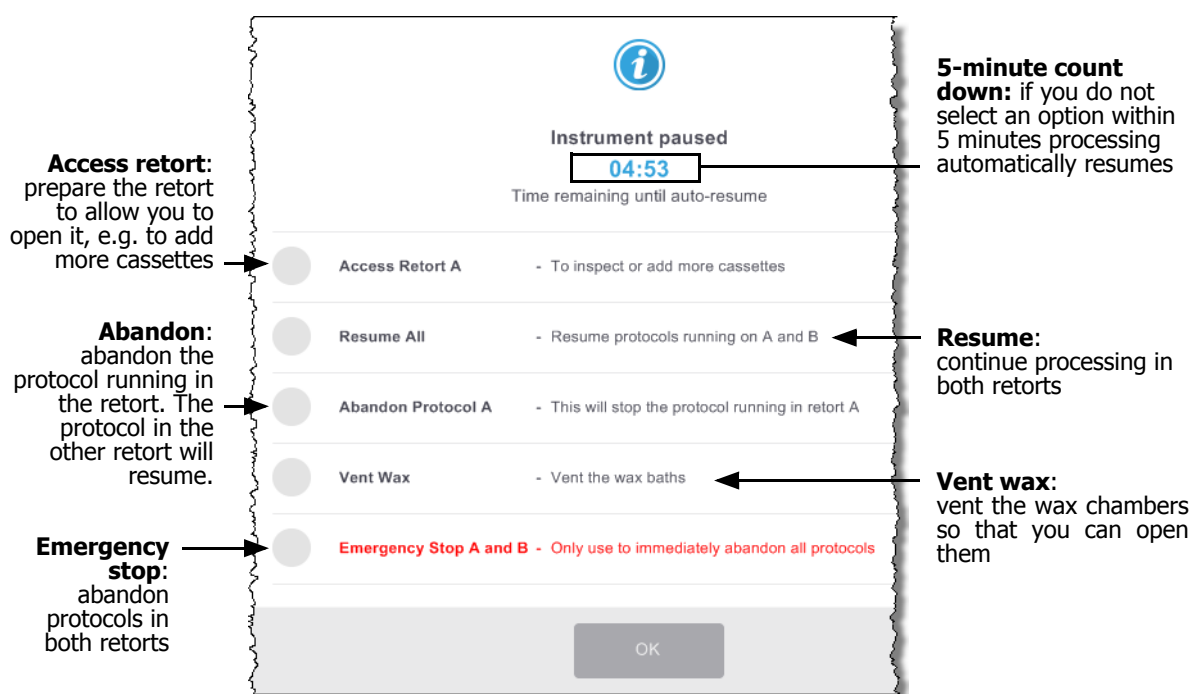 Instrument paused
04:53
Time remaining until auto-resume
5-minute count
down: if you do not
select an option within
5 minutes processing
automatically resumes
Access retort:
prepare the retort
to allow you to
open it, e.g. to add
more cassettes
Access Retort A - To inspect or add more cassettes
Abandon:
abandon the
protocol running in
the retort. The
protocol in the
other retort will
resume.
Resume All - Resume protocols running on A and B
Resume:
continue processing in
both retorts
Abandon Protocol A - This will stop the protocol running in retort A
Vent Wax - Vent the wax baths
Vent wax:
vent the wax chambers
so that you can open
them
Emergency
stop:
abandon
protocols in
both retorts
Emergency Stop A and B - Only use to immediately abandon all protocols
OK